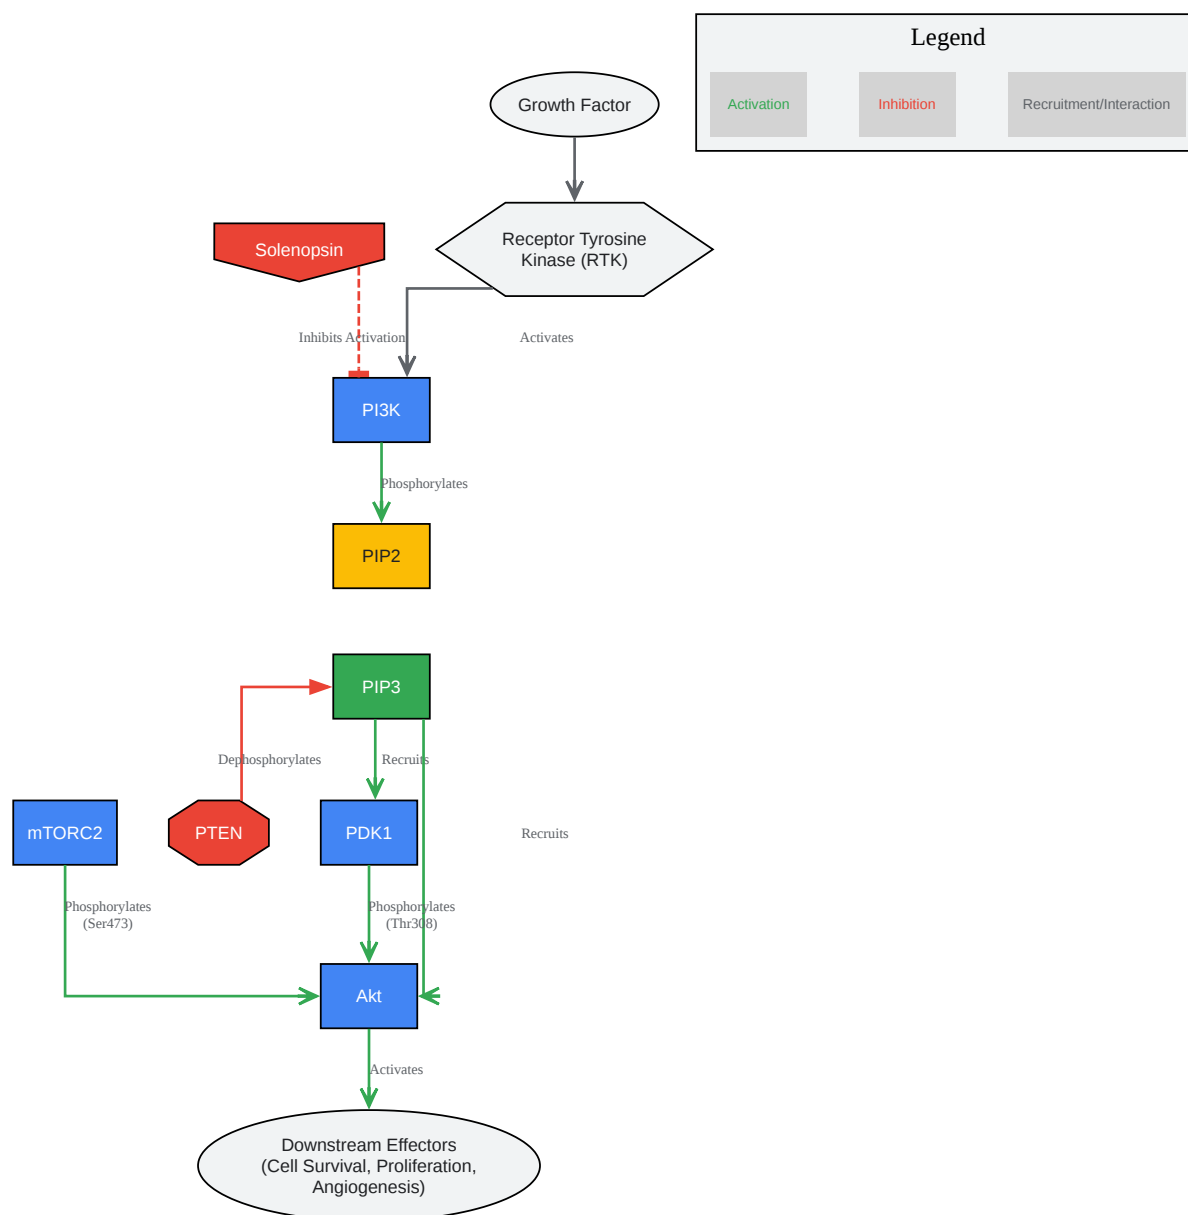 Legend
Activation
Inhibition
Recruitment/Interaction
Growth Factor
Receptor Tyrosine
Kinase (RTK)
Solenopsin
Inhibits Activation
Activates
PI3K
Phosphorylates
PIP2
PIP3
Dephosphorylates
Recruits
mTORC2
PTEN
PDK1
Recruits
Phosphorylates
(Ser473)
Phosphorylates
(Thr308)
Akt
Activates
Downstream Effectors
(Cell Survival, Proliferation,
Angiogenesis)